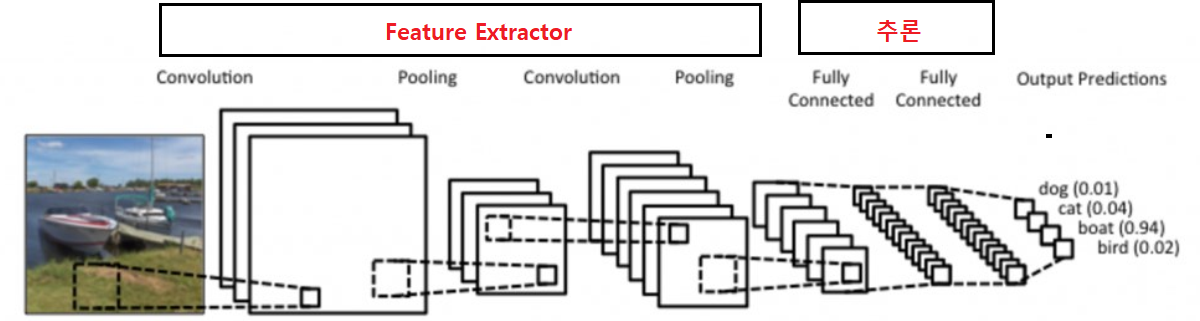 Feature Extractor
추론
Convolution
Pooling
Convolution
Pooling
Fully
Connected
Fully
Connected
Output Predictions
dog (0.01)
cat (0.04)
boat (0.94)
bird (0.02)